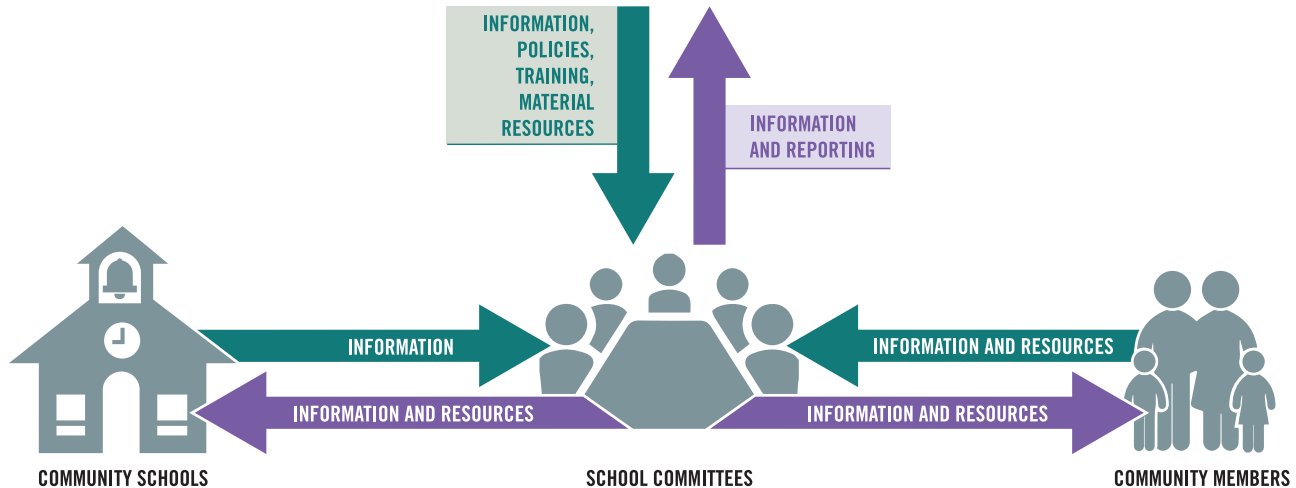 INFORMATION,
POLICIES,
TRAINING,
MATERIAL
RESOURCES
INFORMATION
AND REPORTING
INFORMATION
INFORMATION AND RESOURCES
INFORMATION AND RESOURCES
INFORMATION AND RESOURCES
COMMUNITY SCHOOLS
SCHOOL COMMITTEES
COMMUNITY MEMBERS